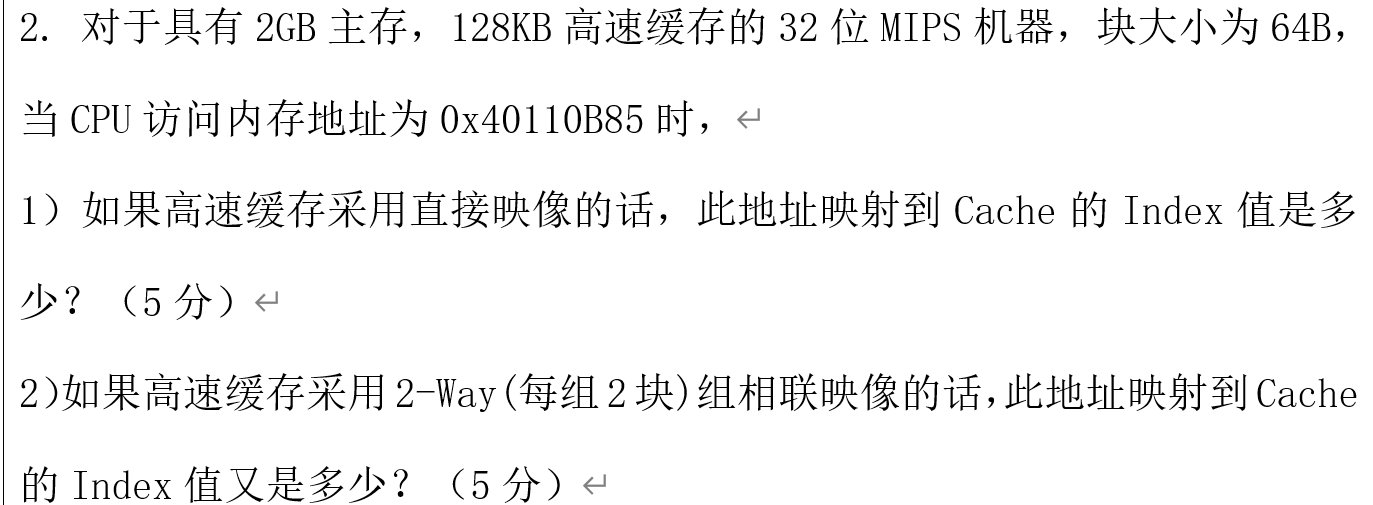 2. 对于具有 2GB 主存，128KB 高速缓存的 32 位 MIPS 机器，块大小为 64B，
当 CPU 访问内存地址为 0x40110B85 时，↵
1）如果高速缓存采用直接映像的话，此地址映射到 Cache 的 Index 值是多
少？（5 分）↵
2)如果高速缓存采用 2-Way(每组 2 块)组相联映像的话,此地址映射到 Cache
的 Index 值又是多少？（5 分）↵